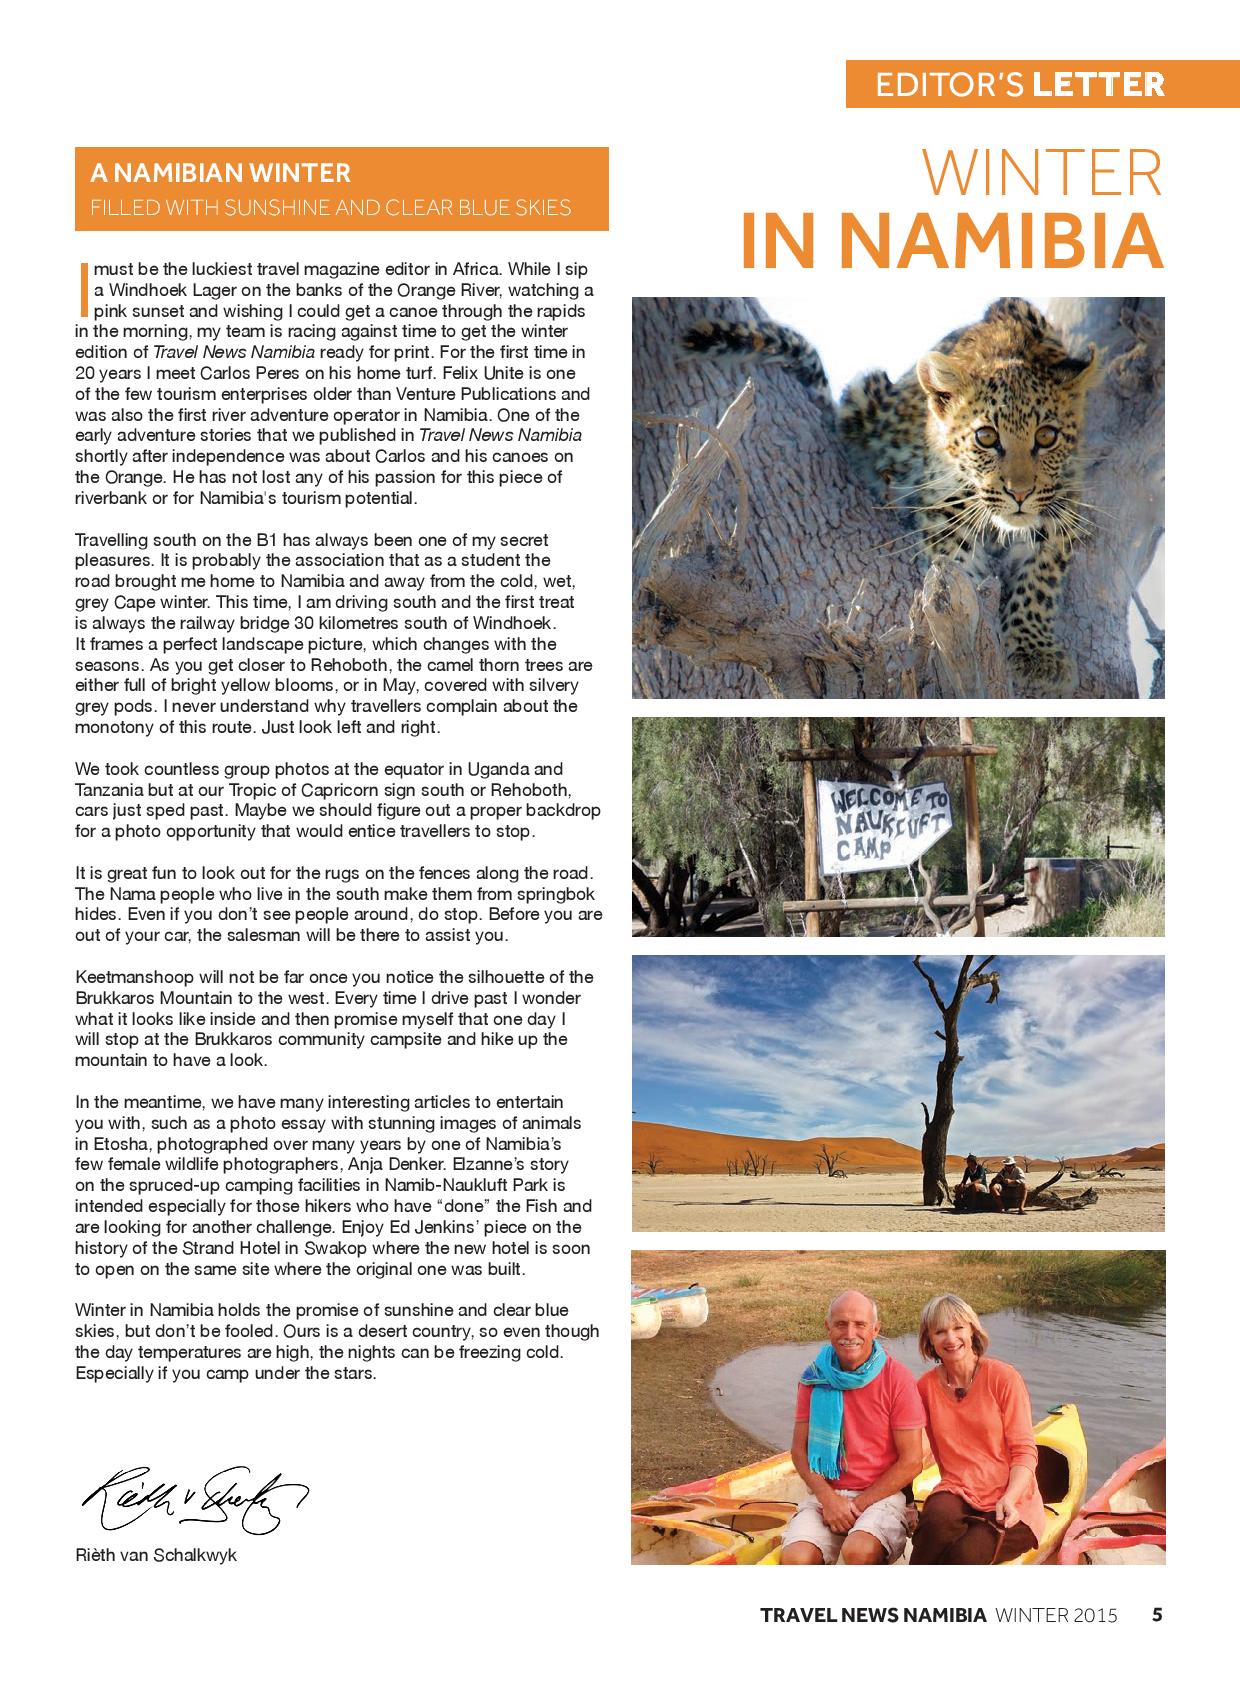 EDITOR'S LETTER
A NAMIBIAN WINTER
FILLED WITH SUNSHINE AND CLEAR BLUE SKIES
WINTER
IN NAMIBIA
I must be the luckiest travel magazine editor in Africa. While I sip
a Windhoek Lager on the banks of the Orange River, watching a
pink sunset and wishing I could get a canoe through the rapids
in the morning, my team is racing against time to get the winter
edition of Travel News Namibia ready for print. For the first time in
20 years I meet Carlos Peres on his home turf. Felix Unite is one
of the few tourism enterprises older than Venture Publications and
was also the first river adventure operator in Namibia. One of the
early adventure stories that we published in Travel News Namibia
shortly after independence was about Carlos and his canoes on
the Orange. He has not lost any of his passion for this piece of
riverbank or for Namibia's tourism potential.
Travelling south on the B1 has always been one of my secret
pleasures. It is probably the association that as a student the
road brought me home to Namibia and away from the cold, wet,
grey Cape winter. This time, I am driving south and the first treat
is always the railway bridge 30 kilometres south of Windhoek.
It frames a perfect landscape picture, which changes with the
seasons. As you get closer to Rehoboth, the camel thorn trees are
either full of bright yellow blooms, or in May, covered with silvery
grey pods. I never understand why travellers complain about the
monotony of this route. Just look left and right.
We took countless group photos at the equator in Uganda and
Tanzania but at our Tropic of Capricorn sign south or Rehoboth,
cars just sped past. Maybe we should figure out a proper backdrop
for a photo opportunity that would entice travellers to stop.
It is great fun to look out for the rugs on the fences along the road.
The Nama people who live in the south make them from springbok
hides. Even if you don't see people around, do stop. Before you are
out of your car, the salesman will be there to assist you.
Keetmanshoop will not be far once you notice the silhouette of the
Brukkaros Mountain to the west. Every time I drive past I wonder
what it looks like inside and then promise myself that one day I
will stop at the Brukkaros community campsite and hike up the
mountain to have a look.
In the meantime, we have many interesting articles to entertain
you with, such as a photo essay with stunning images of animals
in Etosha, photographed over many years by one of Namibia's
few female wildlife photographers, Anja Denker. Elzanne's story
on the spruced-up camping facilities in Namib-Naukluft Park is
intended especially for those hikers who have "done" the Fish and
are looking for another challenge. Enjoy Ed Jenkins' piece on the
history of the Strand Hotel in Swakop where the new hotel is soon
to open on the same site where the original one was built.
Winter in Namibia holds the promise of sunshine and clear blue
skies, but don't be fooled. Ours is a desert country, so even though
the day temperatures are high, the nights can be freezing cold.
Especially if you camp under the stars.
Rièth v Schalkwyk
Rièth van Schalkwyk
WELCOME TO
NAUKLUFT
CAMP
TRAVEL NEWS NAMIBIA WINTER 2015 5